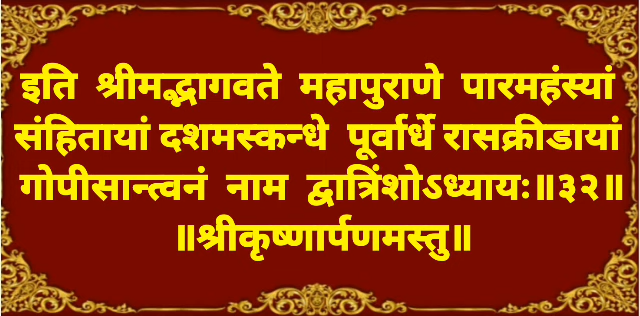 इति श्रीमद्भागवते महापुराणे पारमहंस्यां
संहितायां दशमस्कन्धे पूर्वार्धे रासक्रीडायां
गोपीसान्त्वनं नाम द्वात्रिंशोऽध्यायः॥३२॥
॥श्रीकृष्णार्पणमस्तु॥